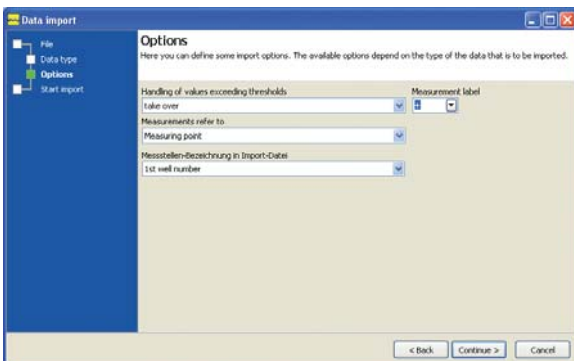 Data import
File
Data type
Options
Start import
Options
Here you can define some import options. The available options depend on the type of the data that is to be imported.
Handling of values exceeding thresholds
Measurement label
take over
Measurements refer to
Measuring point
Messstellen-Bezeichnung in Import-Datei
1st well number
< Back
Continue >
Cancel